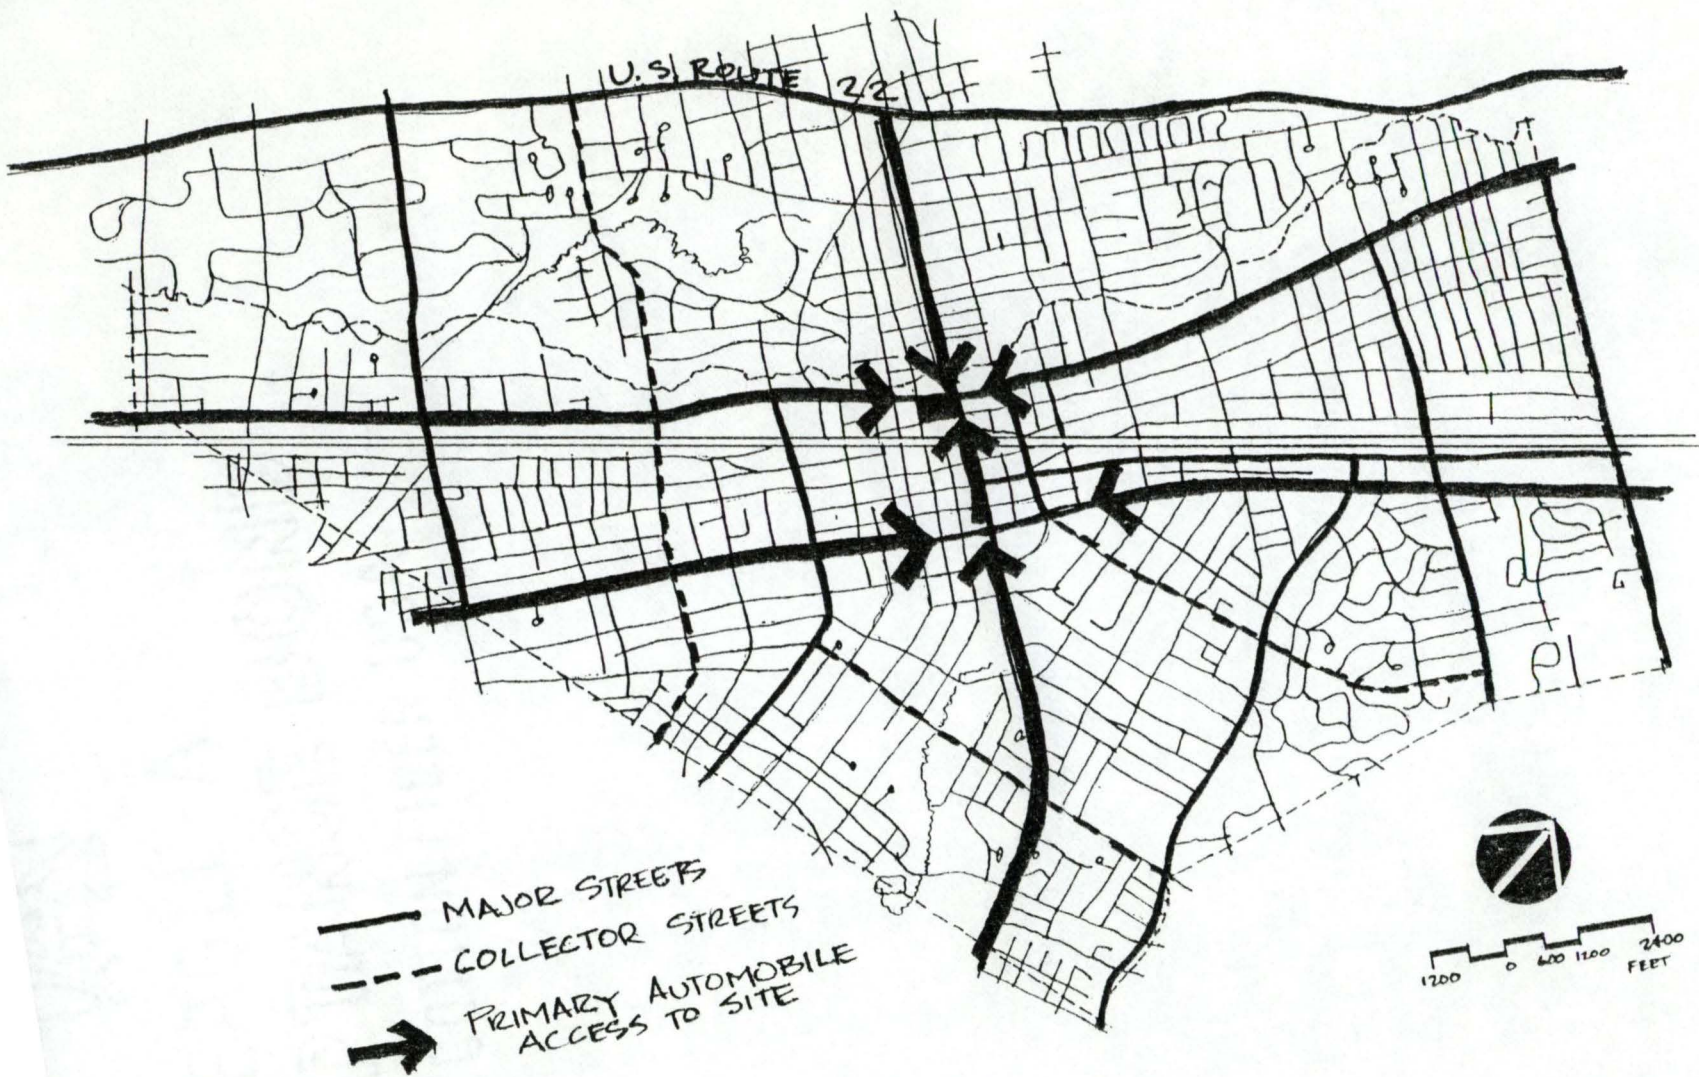 U.S. ROUTE 22
MAJOR STREETS
COLLECTOR STREETS
PRIMARY AUTOMOBILE
ACCESS TO SITE
1200 0 600 1200 2400
FEET